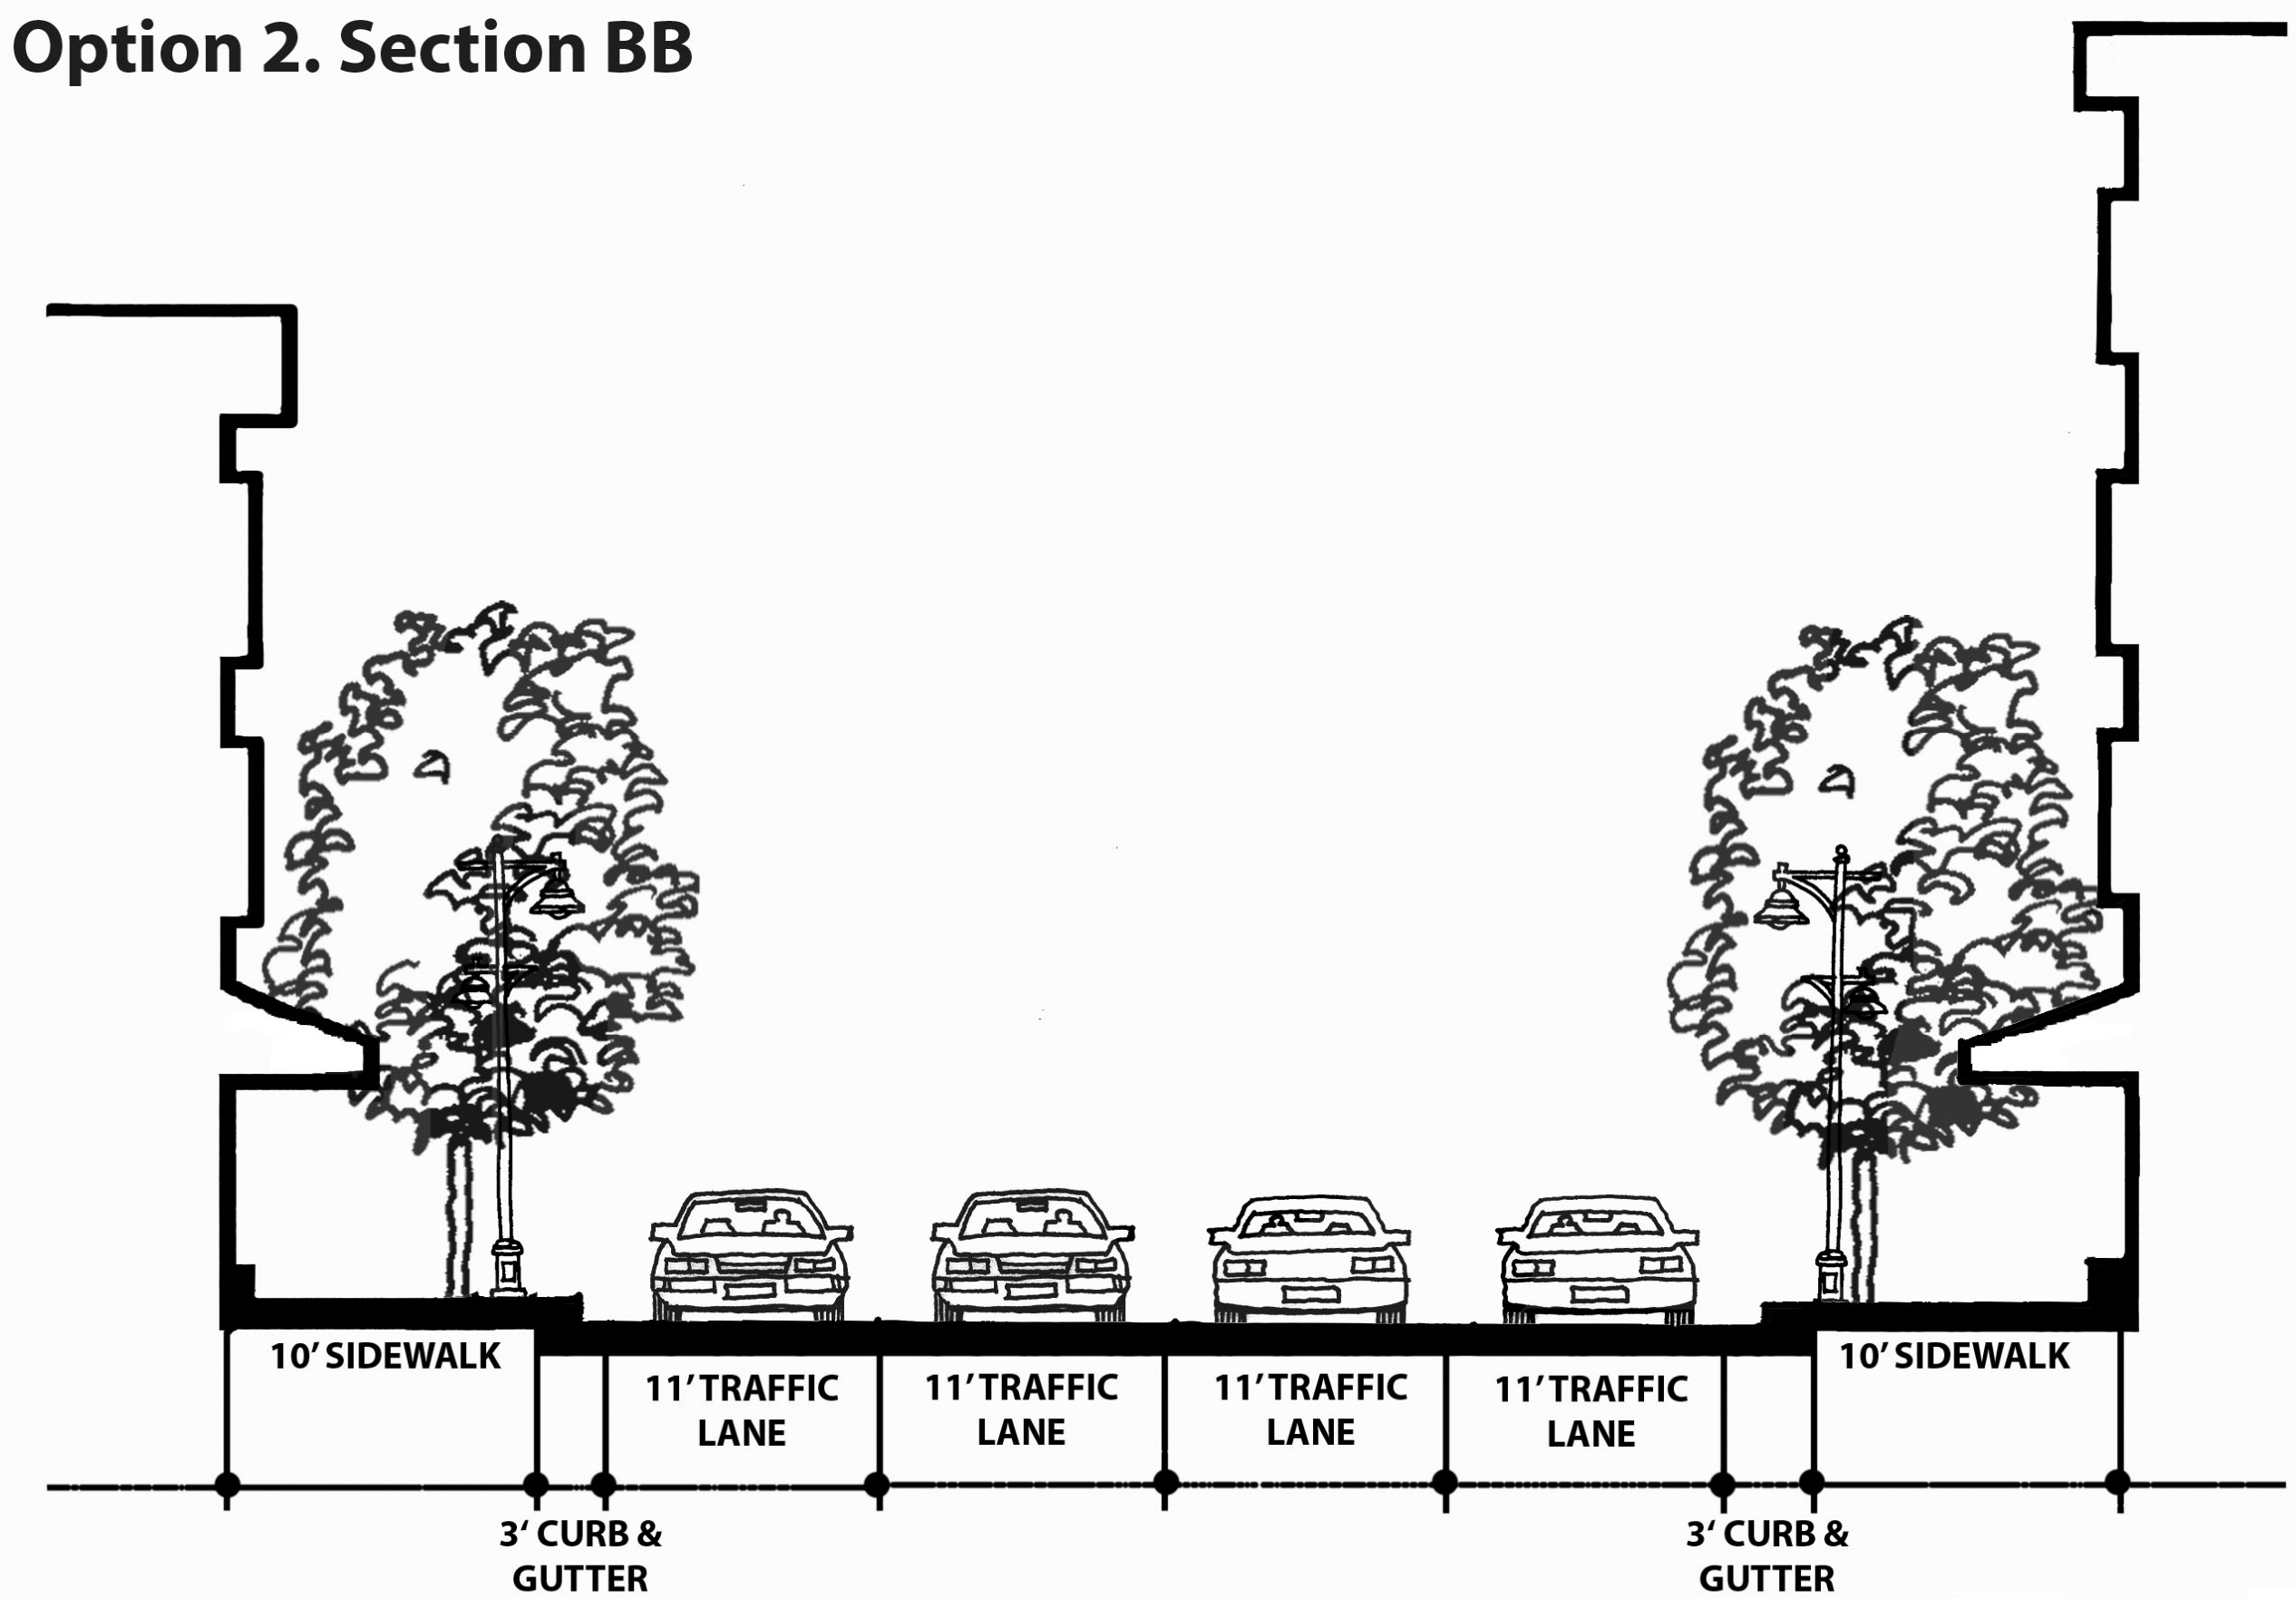 Option 2. Section BB
10' SIDEWALK
10' SIDEWALK
11' TRAFFIC
LANE
11' TRAFFIC
LANE
11' TRAFFIC
LANE
11' TRAFFIC
LANE
3‘ CURB &
GUTTER
3‘ CURB &
GUTTER